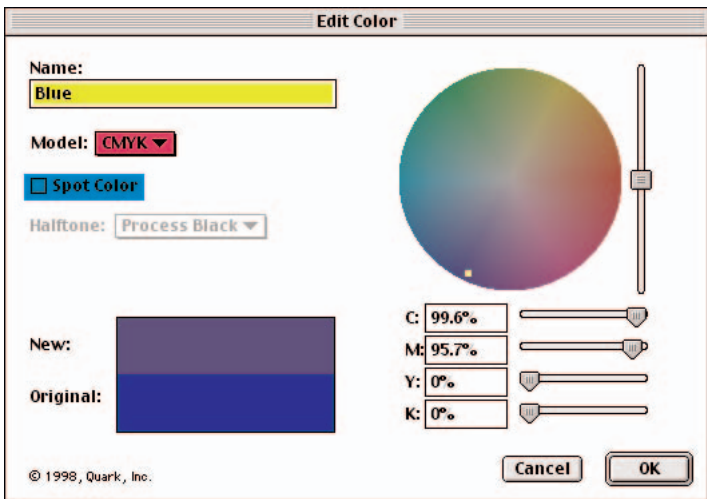 Edit Color
Name:
Blue
Model: CMYK
Spot Color
Halftone: Process Black
C: 99.6%
M: 95.7%
Y: 0%
K: 0%
New:
Original:
© 1998, Quark, Inc.
Cancel
OK